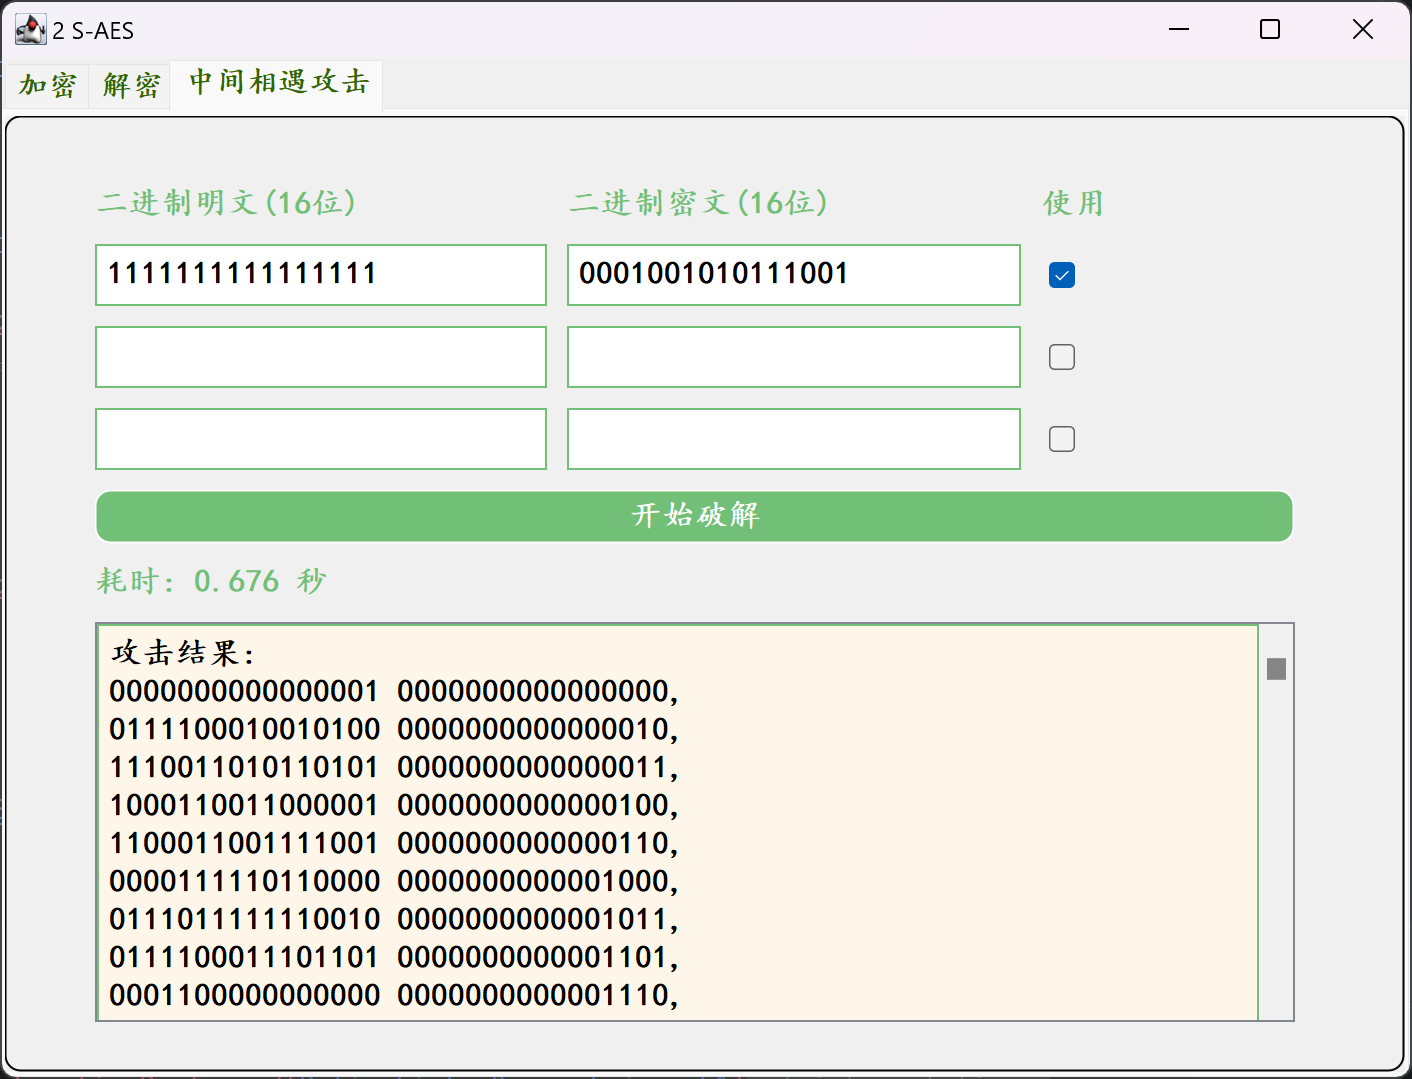 2 S-AES
加密 解密 中间相遇攻击
二进制明文(16位) 二进制密文(16位) 使用
1111111111111111 0001001010111001
开始破解
耗时: 0.676 秒
攻击结果:
0000000000000001 0000000000000000,
0111100010010100 0000000000000010,
1110011010110101 0000000000000011,
1000110011000001 0000000000000100,
1100011001111001 0000000000000110,
0000111110110000 0000000000001000,
0111011111110010 0000000000001011,
0111100011101101 0000000000001101,
0001100000000000 0000000000001110,